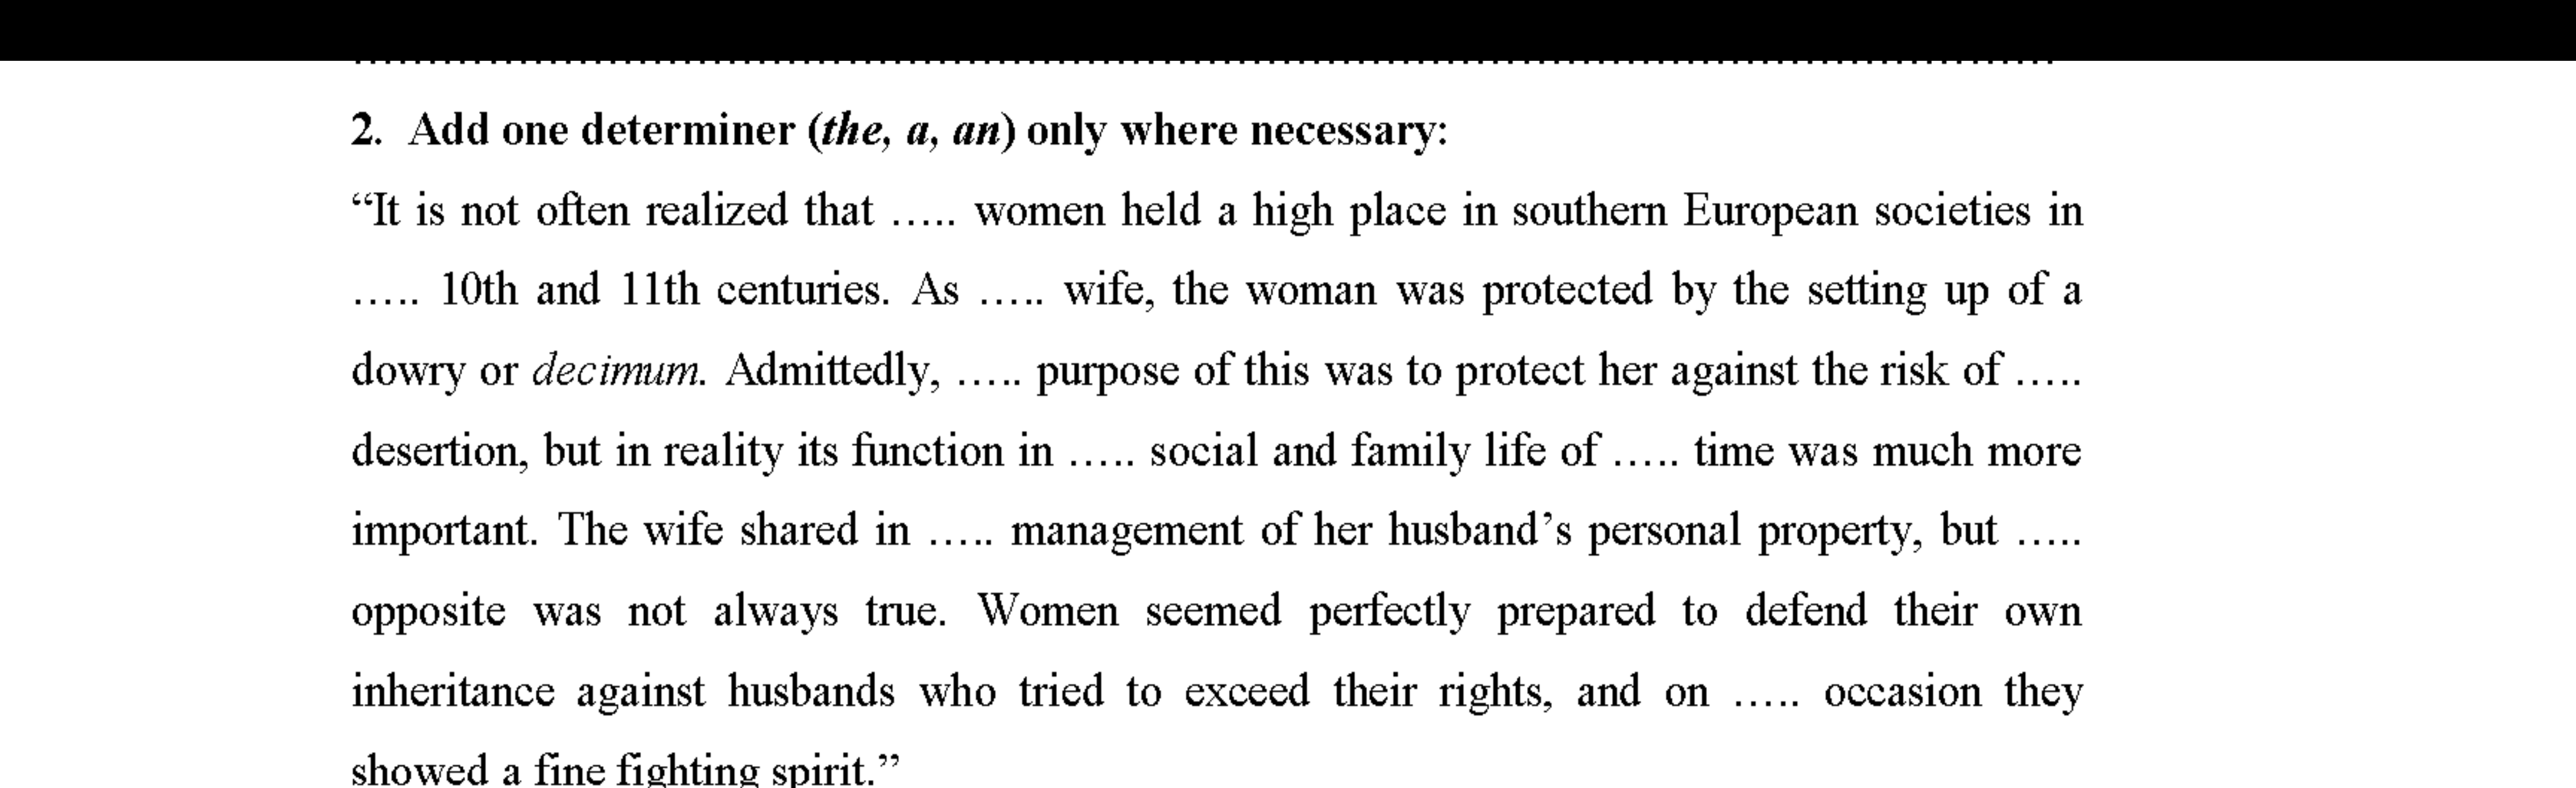 2. Add one determiner (the, a, an) only where necessary:
“It is not often realized that ….. women held a high place in southern European societies in
….. 10th and 11th centuries. As ….. wife, the woman was protected by the setting up of a
dowry or decimum. Admittedly, ….. purpose of this was to protect her against the risk of …..
desertion, but in reality its function in ….. social and family life of ….. time was much more
important. The wife shared in ….. management of her husband’s personal property, but …..
opposite was not always true. Women seemed perfectly prepared to defend their own
inheritance against husbands who tried to exceed their rights, and on ….. occasion they
showed a fine fighting spirit.”